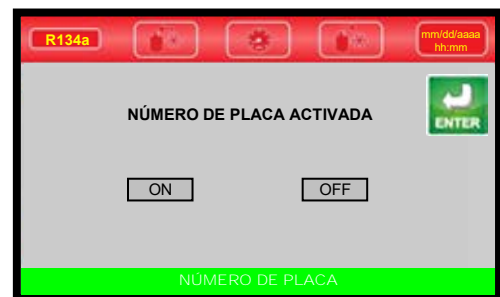 R134a
mm/dd/aaaa
hh:mm
NÚMERO DE PLACA ACTIVADA
ENTER
ON OFF
NÚMERO DE PLACA